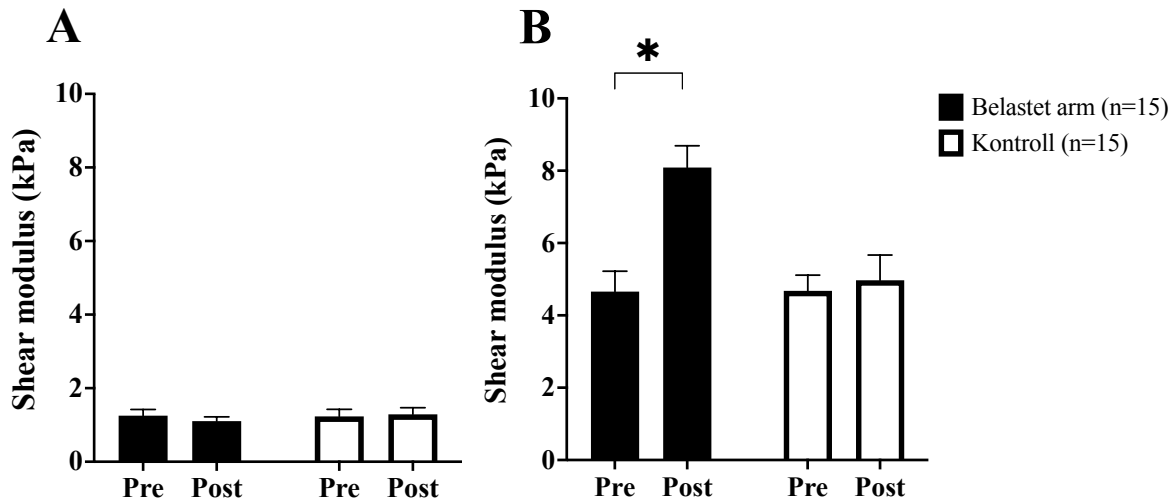 A
Shear modulus (kPa)
10
8
6
4
2
0
Pre Post Pre Post
B
*
Shear modulus (kPa)
10
8
6
4
2
0
Pre Post Pre Post
Belastet arm (n=15)
Kontroll (n=15)